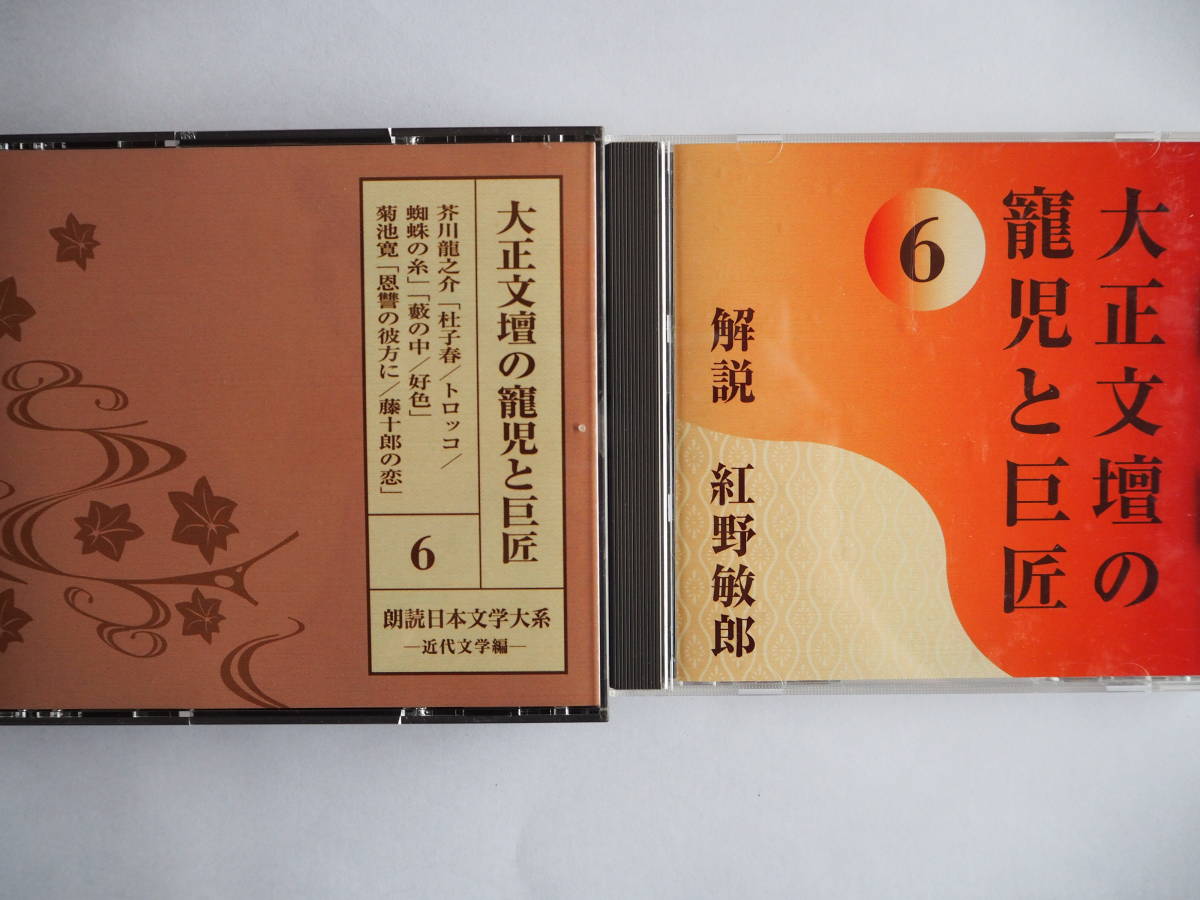 大正文壇の寵児と巨匠
芥川龍之介「杜子春／トロッコ／
蜘蛛の糸」「藪の中／好色」
菊池寛「恩讐の彼方に／藤十郎の恋」
6
朗読日本文学大系
—近代文学編—
大正文壇の
寵児と巨匠
6
解説 紅野敏郎